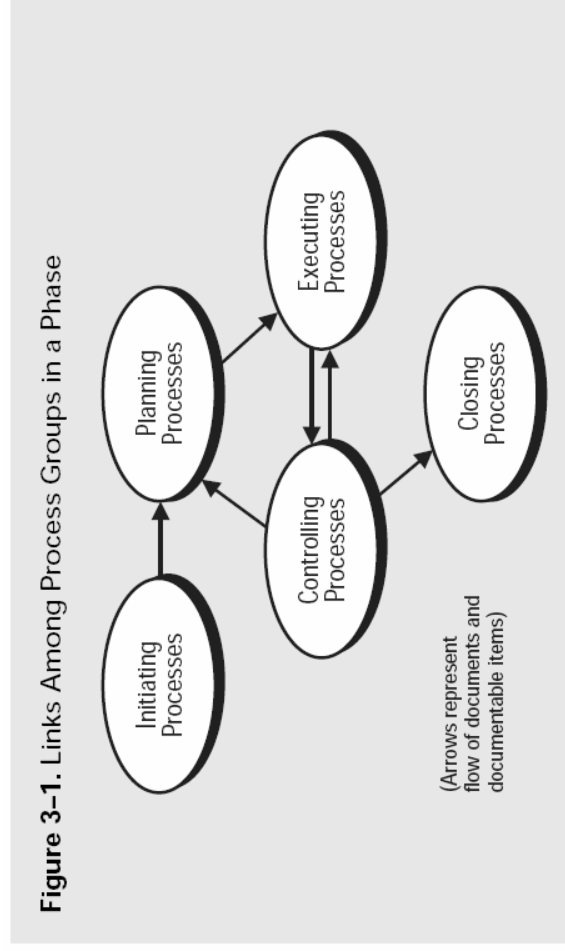 Figure 3–1. Links Among Process Groups in a Phase
Initiating
Processes
Planning
Processes
Controlling
Processes
Executing
Processes
(Arrows represent
flow of documents and
documentable items)
Closing
Processes